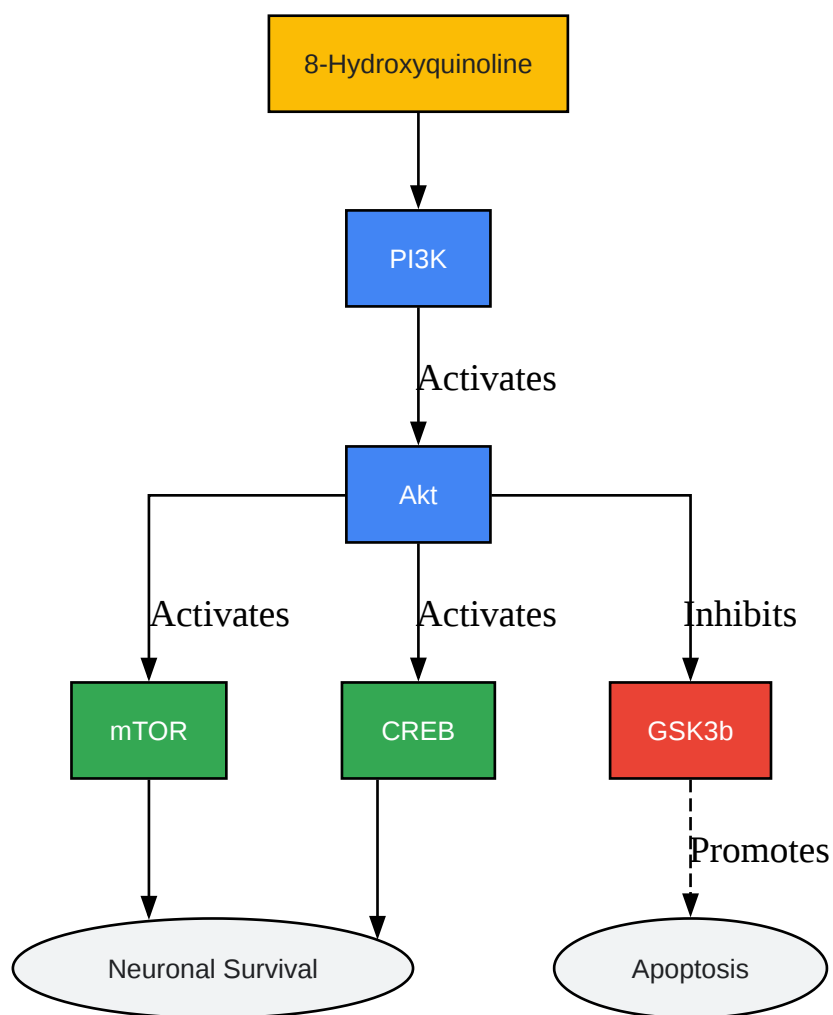 8-Hydroxyquinoline
PI3K
Activates
Akt
Activates
Activates
Inhibits
mTOR
CREB
GSK3b
Promotes
Neuronal Survival
Apoptosis